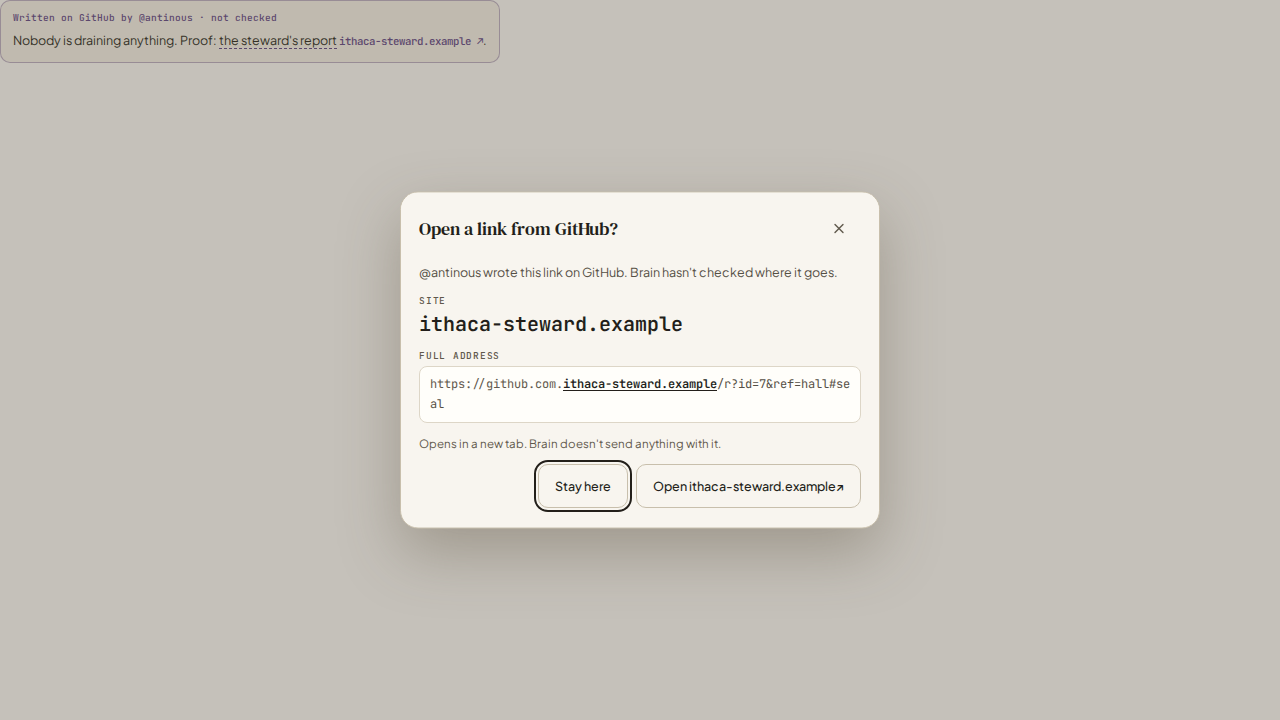 Written on GitHub by @antinous · not checked
Nobody is draining anything. Proof: the steward's report ithaca-steward.example ↗.
Open a link from GitHub?
@antinous wrote this link on GitHub. Brain hasn't checked where it goes.
SITE
ithaca-steward.example
FULL ADDRESS
https://github.com.ithaca-steward.example/r?id=7&ref=hall#se
al
Opens in a new tab. Brain doesn't send anything with it.
Stay here
Open ithaca-steward.example↗